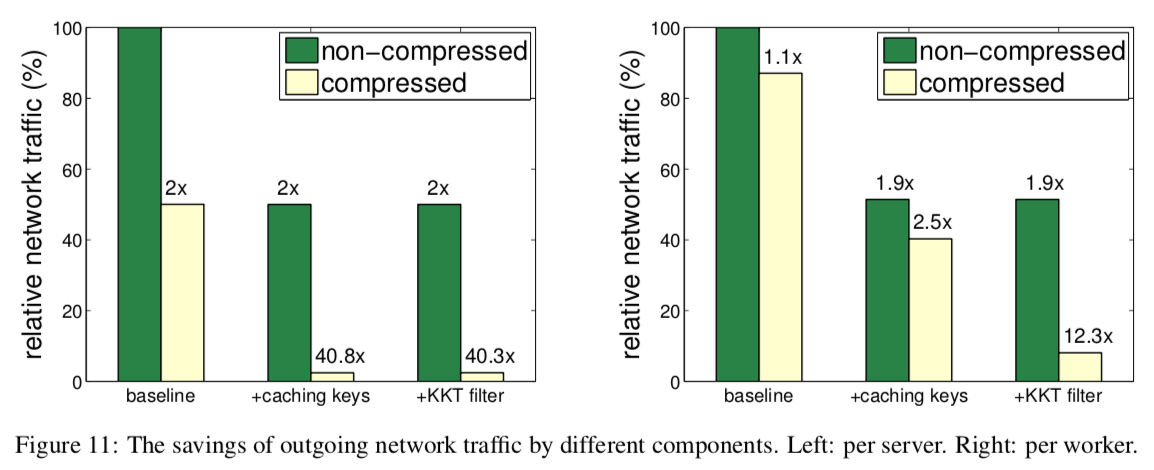 100
80
60
40
20
0
relative network traffic (%)
non−compressed
compressed
2x
2x
40.8x
2x
40.3x
baseline
+caching keys
+KKT filter
100
80
60
40
20
0
relative network traffic (%)
non−compressed
compressed
1.1x
1.9x
2.5x
1.9x
12.3x
baseline
+caching keys
+KKT filter
Figure 11: The savings of outgoing network traffic by different components. Left: per server. Right: per worker.